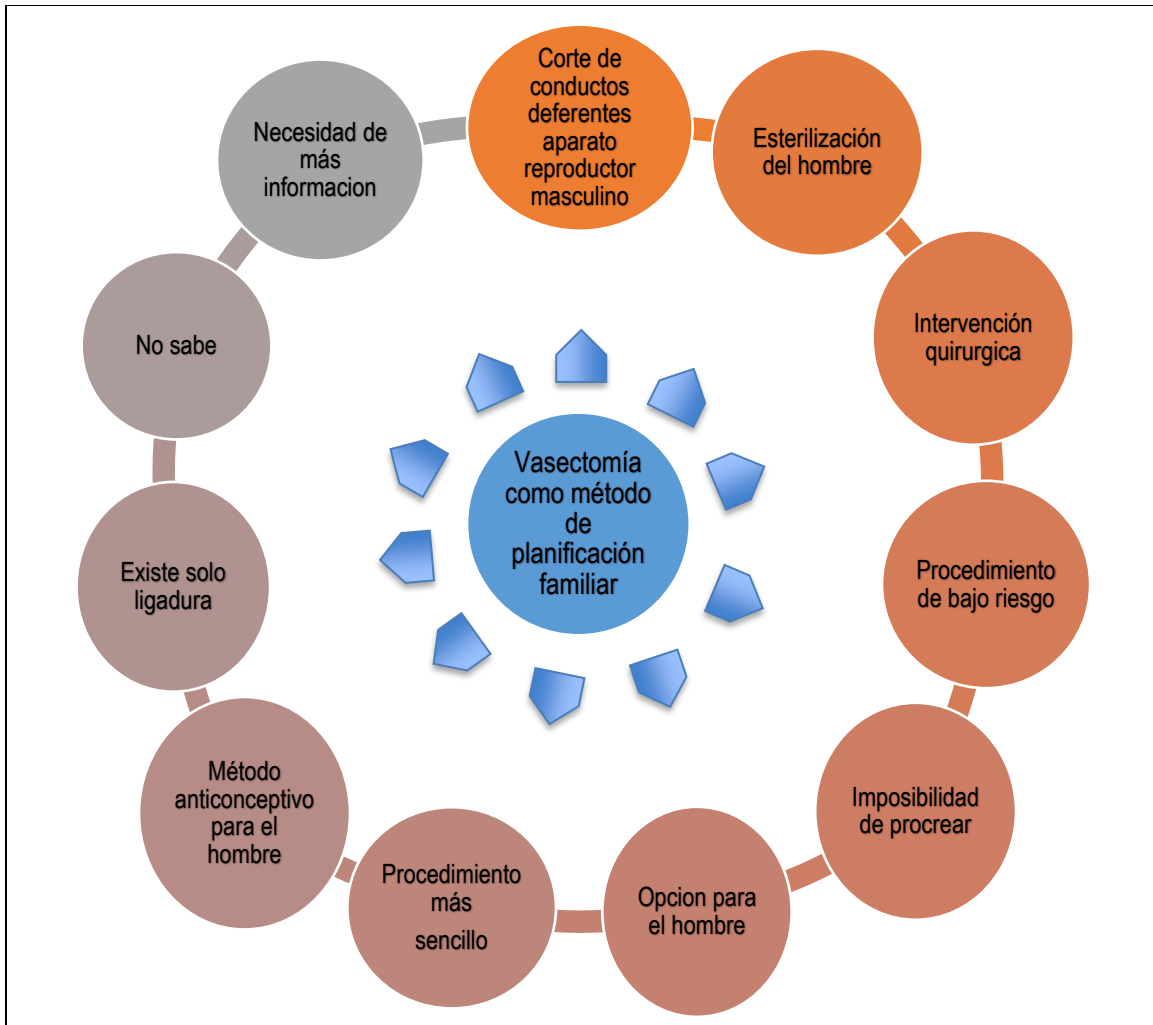 Corte de
conductos
deferentes
aparato
reproductor
masculino
Esterilización
del hombre
Intervención
quirurgica
Procedimiento
de bajo riesgo
Imposibilidad
de procrear
Opcion para
el hombre
Procedimiento
más
sencillo
Método
anticonceptivo
para el
hombre
Existe solo
ligadura
No sabe
Necesidad de
más
informacion
Vasectomía
como método
de
planificación
familiar